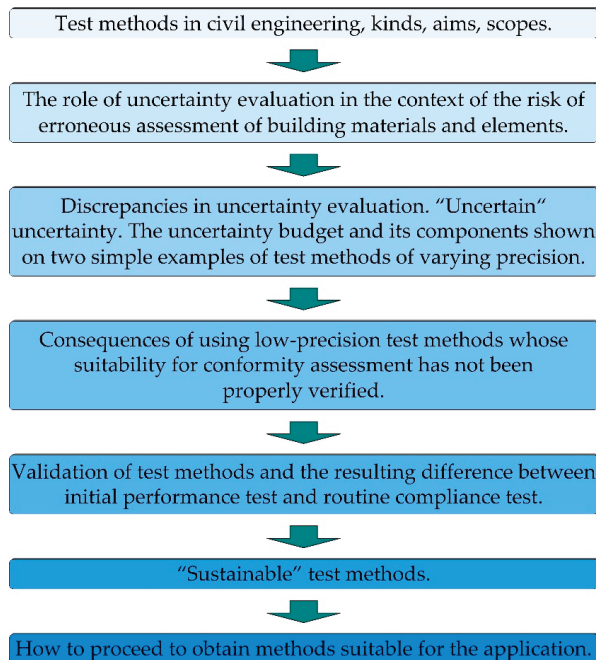 Test methods in civil engineering, kinds, aims, scopes.
The role of uncertainty evaluation in the context of the risk of
erroneous assessment of building materials and elements.
Discrepancies in uncertainty evaluation. “Uncertain“
uncertainty. The uncertainty budget and its components shown
on two simple examples of test methods of varying precision.
Consequences of using low-precision test methods whose
suitability for conformity assessment has not been
properly verified.
Validation of test methods and the resulting difference between
initial performance test and routine compliance test.
“Sustainable” test methods.
How to proceed to obtain methods suitable for the application.